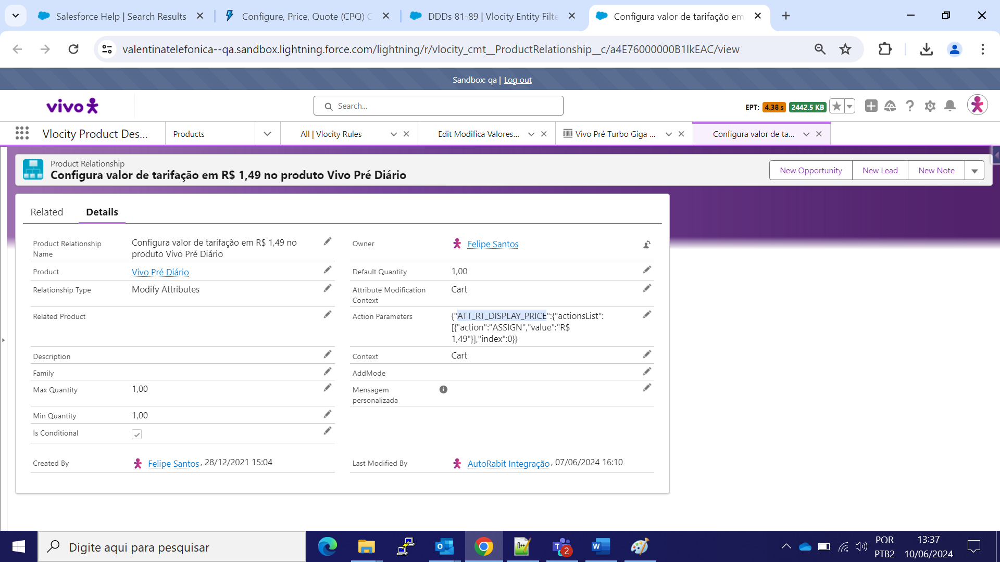 Salesforce Help | Search Results
Configure, Price, Quote (CPQ)
DDDs 81-89 | Vlocity Entity Filte
Configura valor de tarifação em
valentinatelefonica--qa.sandbox.lightning.force.com/lightning/r/vlocity_cmt__ProductRelationship__c/a4E76000000B1lkEAC/view
Sandbox: qa | Log out
vivo
Search...
EPT: 4.38 s 2442.5 KB
Vlocity Product Des...
Products
All | Vlocity Rules
Edit Modifica Valores...
Vivo Pré Turbo Giga ...
Configura valor de ta...
Product Relationship
Configura valor de tarifação em R$ 1,49 no produto Vivo Pré Diário
New Opportunity
New Lead
New Note
Related
Details
Product Relationship
Name
Configura valor de tarifação em R$ 1,49 no
produto Vivo Pré Diário
Owner
Felipe Santos
Product
Vivo Pré Diário
Default Quantity
1,00
Relationship Type
Modify Attributes
Attribute Modification
Context
Cart
Related Product
Action Parameters
{"ATT_RT_DISPLAY_PRICE":{"actionsList":
[{"action":"ASSIGN","value":"R$
1,49"}],"index":0}}
Description
Context
Cart
Family
AddMode
Max Quantity
1,00
Mensagem
personalizada
Min Quantity
1,00
Is Conditional
Created By
Felipe Santos, 28/12/2021 15:04
Last Modified By
AutoRabit Integração, 07/06/2024 16:10
Digite aqui para pesquisar
2
POR
PTB2
13:37
10/06/2024